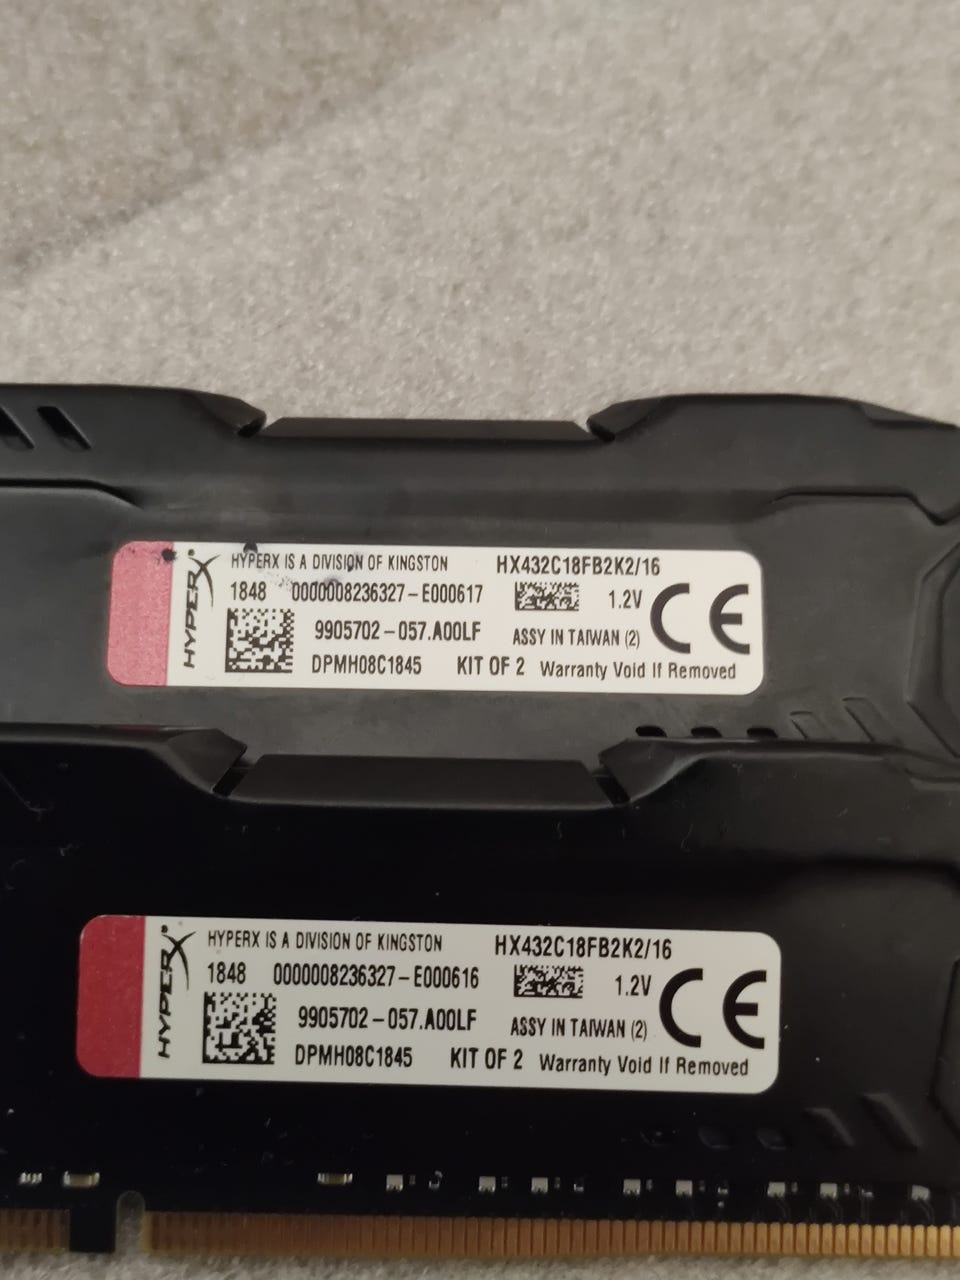 HYPERX
HYPERX IS A DIVISION OF KINGSTON
HX432C18FB2K2/16
1848 0000008236327-E000617
1.2V
CE
9905702-057.A00LF
ASSY IN TAIWAN (2)
DPMH08C1845
KIT OF 2
Warranty Void If Removed
HYPERX
HYPERX IS A DIVISION OF KINGSTON
HX432C18FB2K2/16
1848 0000008236327-E000616
1.2V
CE
9905702-057.A00LF
ASSY IN TAIWAN (2)
DPMH08C1845
KIT OF 2
Warranty Void If Removed